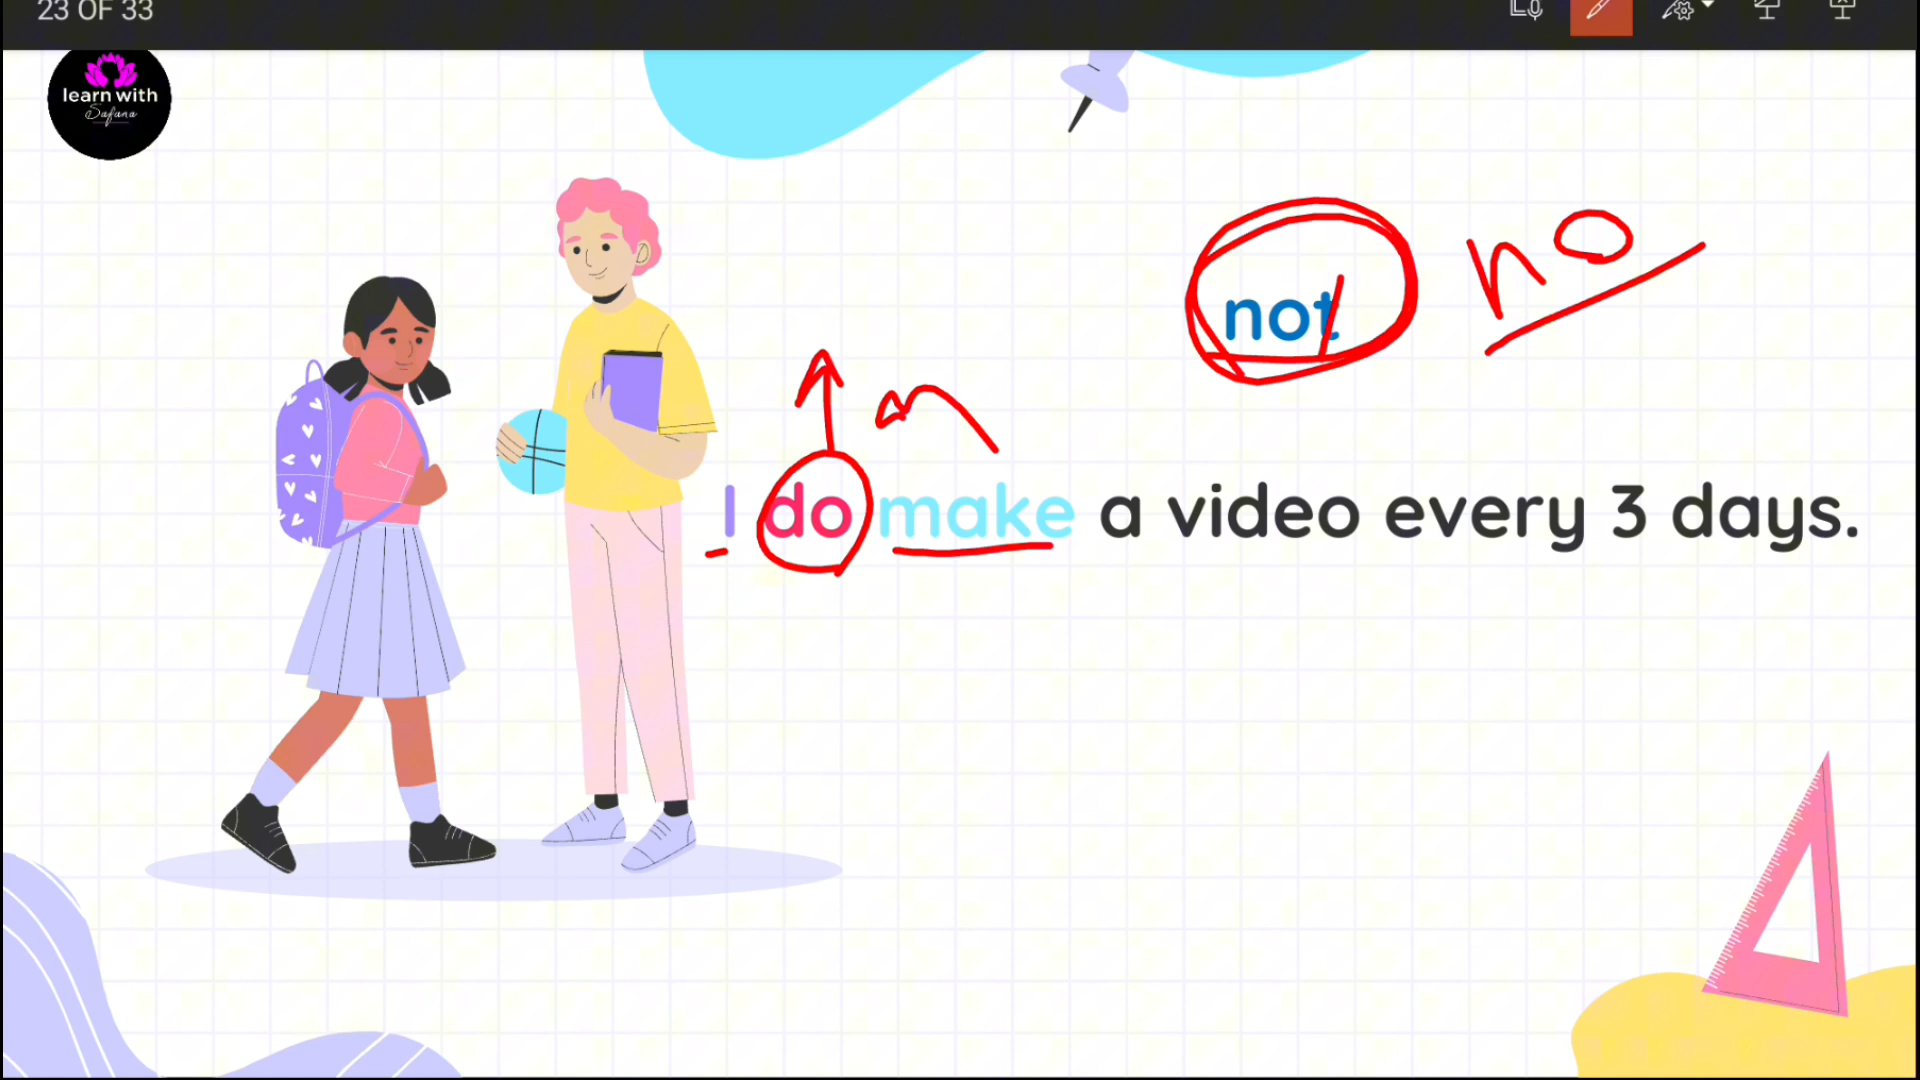 23 OF 33
learn with
Safana
not no
I do make a video every 3 days.